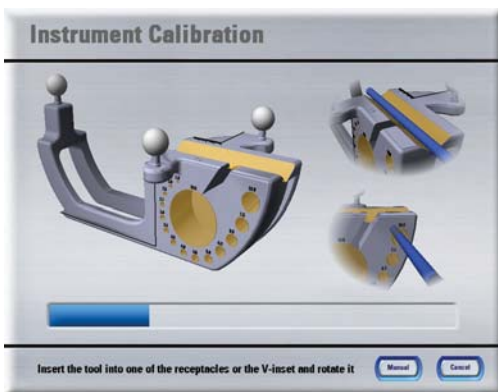 Instrument Calibration
Insert the tool into one of the receptacles or the V-inset and rotate it
Manual
Cancel